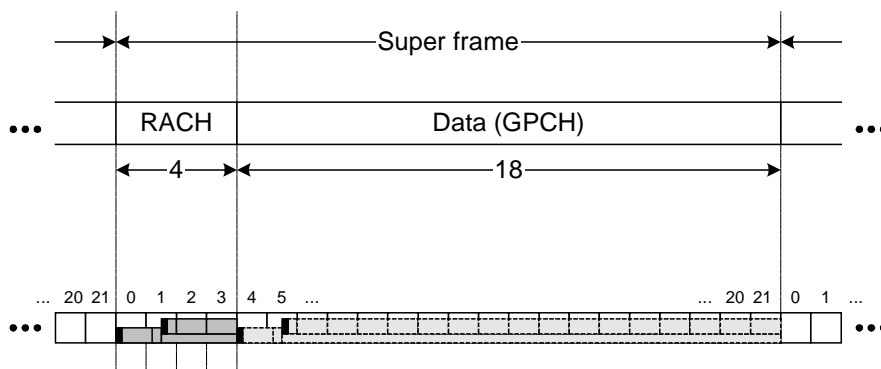 Super frame
... RACH Data (GPCH) ...
4 18
... 20 21 0 1 2 3 4 5 ... ... 20 21 0 1 ...
... ...